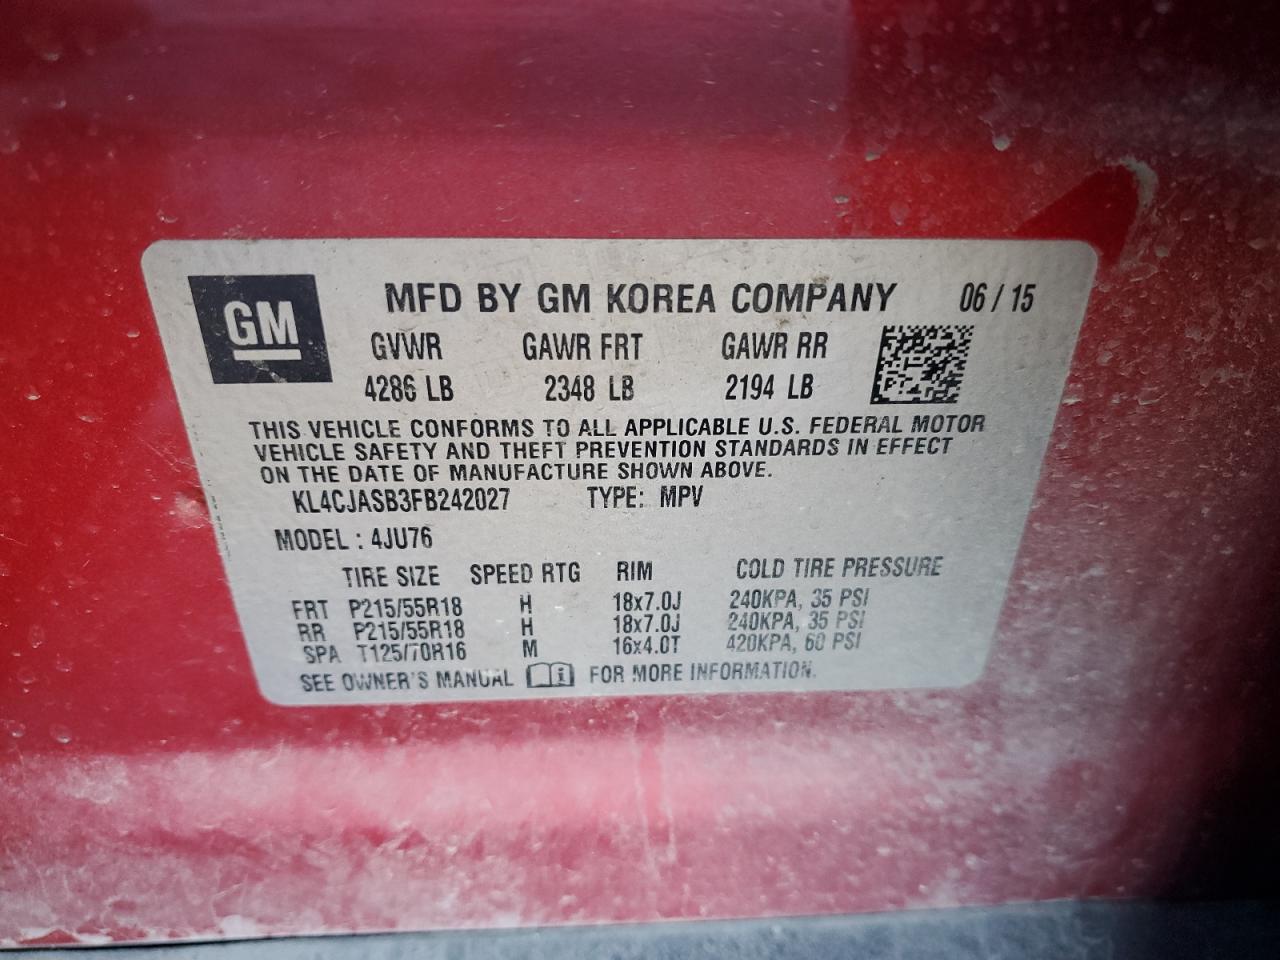 GM
MFD BY GM KOREA COMPANY 06 / 15
GVWR GAWR FRT GAWR RR
4286 LB 2348 LB 2194 LB
THIS VEHICLE CONFORMS TO ALL APPLICABLE U.S. FEDERAL MOTOR
VEHICLE SAFETY AND THEFT PREVENTION STANDARDS IN EFFECT
ON THE DATE OF MANUFACTURE SHOWN ABOVE.
KL4CJASB3FB242027 TYPE: MPV
MODEL : 4JU76
TIRE SIZE SPEED RTG RIM COLD TIRE PRESSURE
FRT P215/55R18 H 18x7.0J 240KPA, 35 PSI
RR P215/55R18 H 18x7.0J 240KPA, 35 PSI
SPA T125/70R16 M 16x4.0T 420KPA, 60 PSI
SEE OWNER'S MANUAL i FOR MORE INFORMATION.